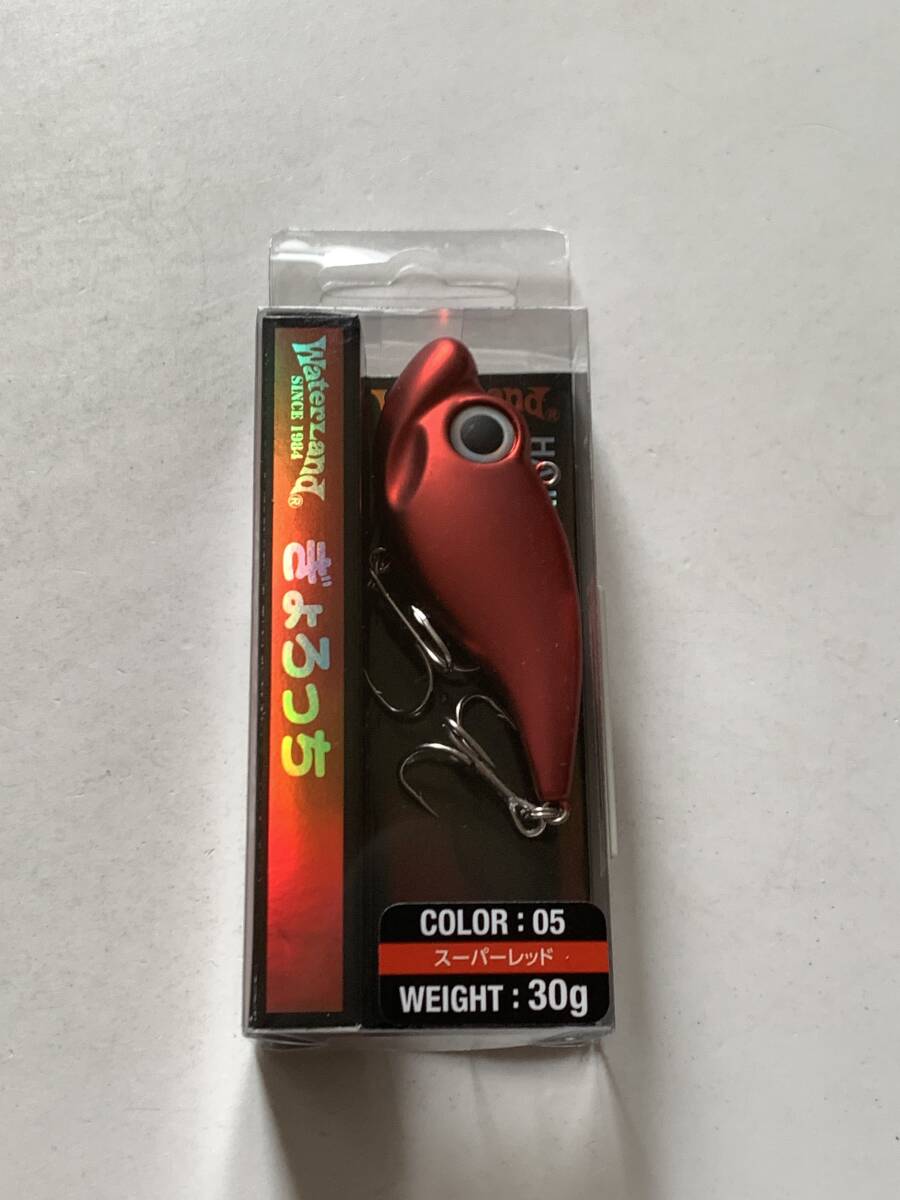 WaterLand®
SINCE 1984
ぎょろっち
COLOR : 05
スーパーレッド
WEIGHT : 30g